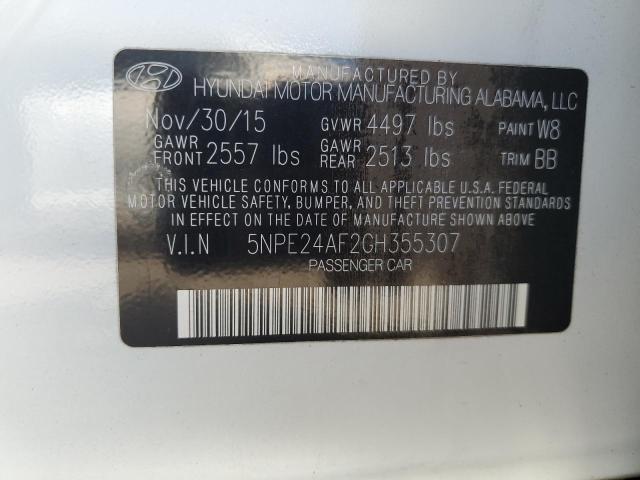 MANUFACTURED BY
HYUNDAI MOTOR MANUFACTURING ALABAMA, LLC
Nov/30/15 GVWR 4497 lbs PAINT W8
GAWR FRONT 2557 lbs GAWR REAR 2513 lbs TRIM BB
THIS VEHICLE CONFORMS TO ALL APPLICABLE U.S.A. FEDERAL
MOTOR VEHICLE SAFETY, BUMPER, AND THEFT PREVENTION STANDARDS
IN EFFECT ON THE DATE OF MANUFACTURE SHOWN ABOVE.
V.I.N 5NPE24AF2GH355307
PASSENGER CAR